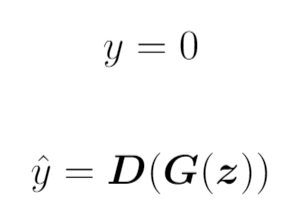 y = 0
ŷ = D(G(z))